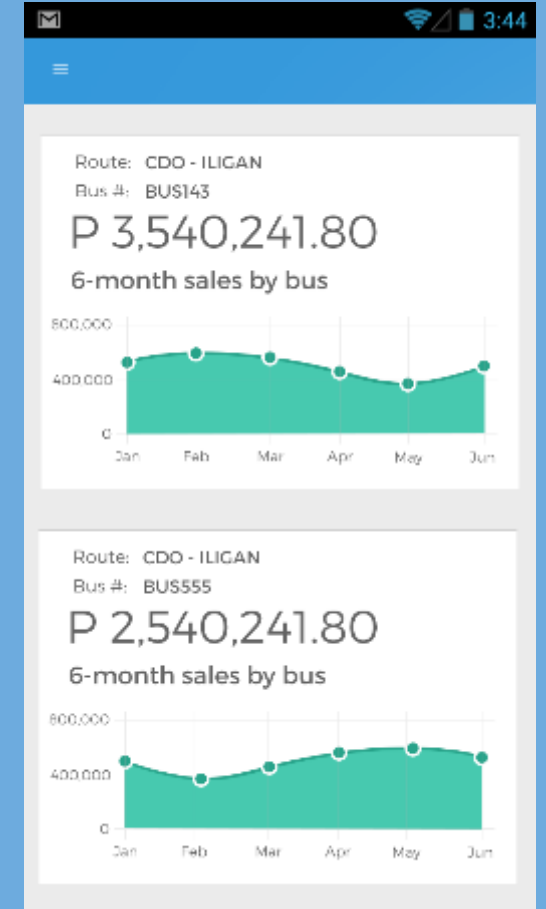 3:44
Route: CDO - ILIGAN
Bus #: BUS143
P 3,540,241.80
6-month sales by bus
800,000
400,000
0
Jan Feb Mar Apr May Jun
Route: CDO - ILIGAN
Bus #: BUS555
P 2,540,241.80
6-month sales by bus
800,000
400,000
0
Jan Feb Mar Apr May Jun